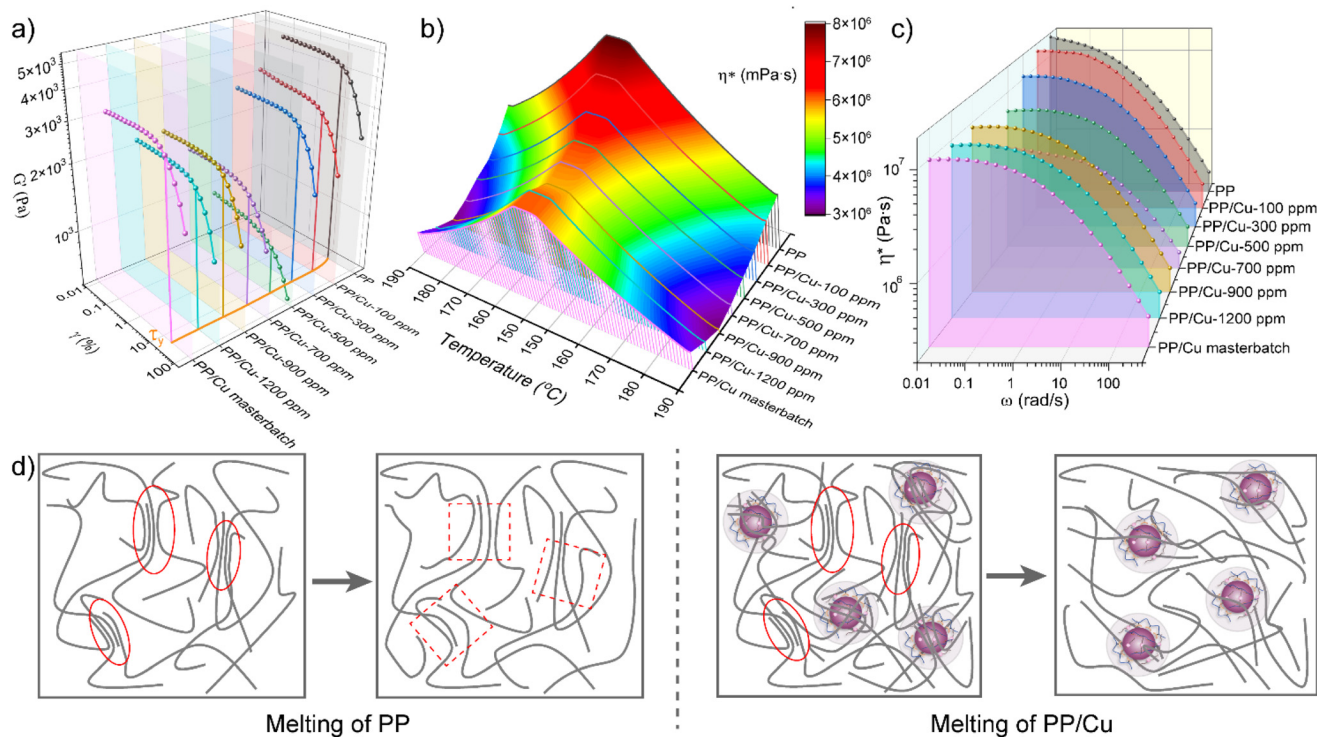 a)
G' (Pa)
5×10³
4×10³
3×10³
2×10³
10³
0.01
0.1
1
10
100
γ (%)
τy
PP
PP/Cu-100 ppm
PP/Cu-300 ppm
PP/Cu-500 ppm
PP/Cu-700 ppm
PP/Cu-900 ppm
PP/Cu-1200 ppm
PP/Cu masterbatch
b)
η* (mPa·s)
8×10⁶
7×10⁶
6×10⁶
5×10⁶
4×10⁶
3×10⁶
190
180
170
160
150
150
160
170
180
190
Temperature (°C)
PP
PP/Cu-100 ppm
PP/Cu-300 ppm
PP/Cu-500 ppm
PP/Cu-700 ppm
PP/Cu-900 ppm
PP/Cu-1200 ppm
PP/Cu masterbatch
c)
η* (Pa·s)
10⁷
10⁶
0.01
0.1
1
10
100
ω (rad/s)
PP
PP/Cu-100 ppm
PP/Cu-300 ppm
PP/Cu-500 ppm
PP/Cu-700 ppm
PP/Cu-900 ppm
PP/Cu-1200 ppm
PP/Cu masterbatch
d)
Melting of PP
Melting of PP/Cu